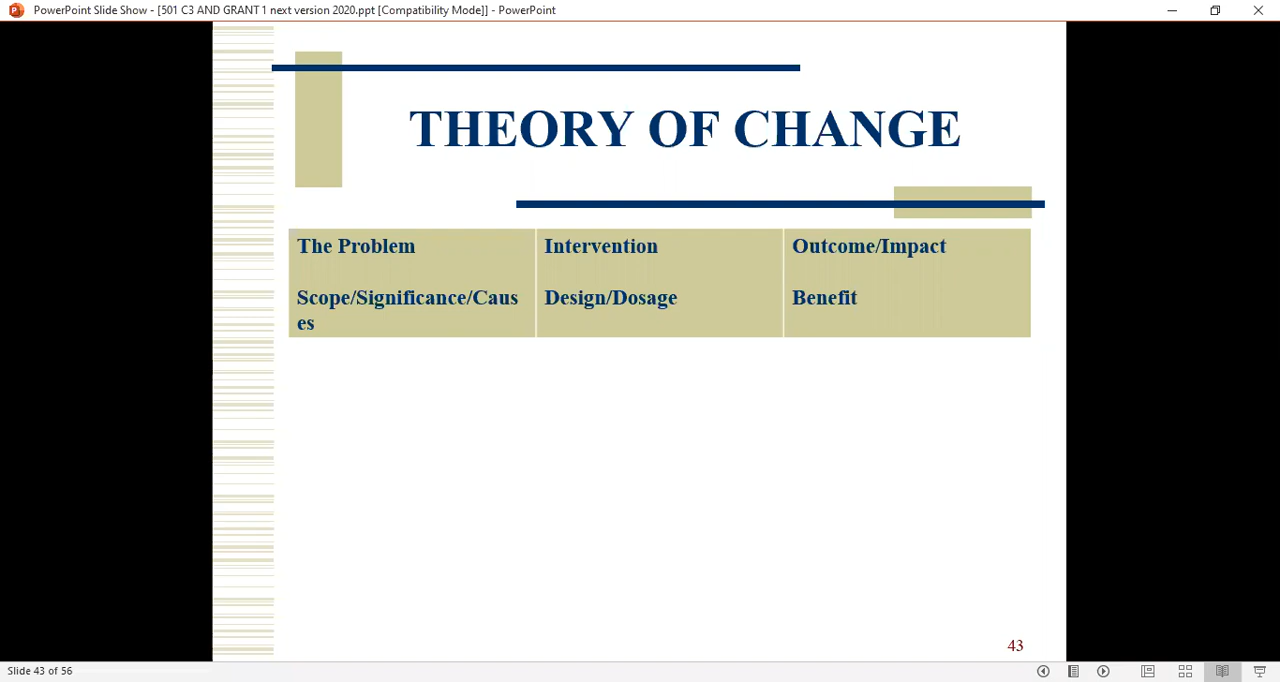 PowerPoint Slide Show - [501 C3 AND GRANT 1 next version 2020.ppt [Compatibility Mode]] - PowerPoint
THEORY OF CHANGE
The Problem
Scope/Significance/Caus
es
Intervention
Design/Dosage
Outcome/Impact
Benefit
43
Slide 43 of 56